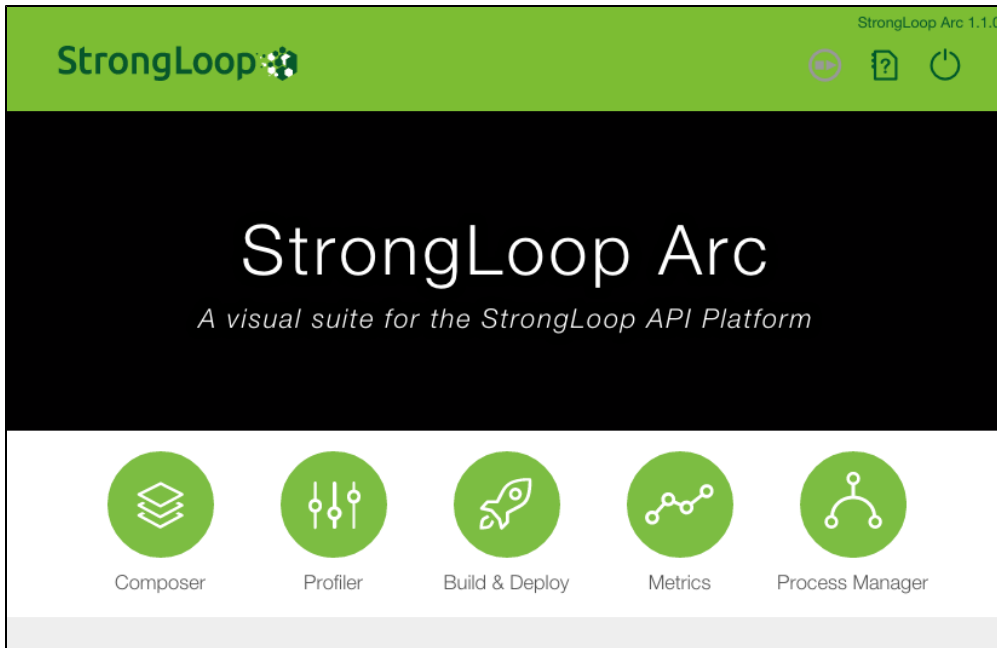 StrongLoop Arc 1.1.0
StrongLoop
?
StrongLoop Arc
A visual suite for the StrongLoop API Platform
Composer
Profiler
Build & Deploy
Metrics
Process Manager